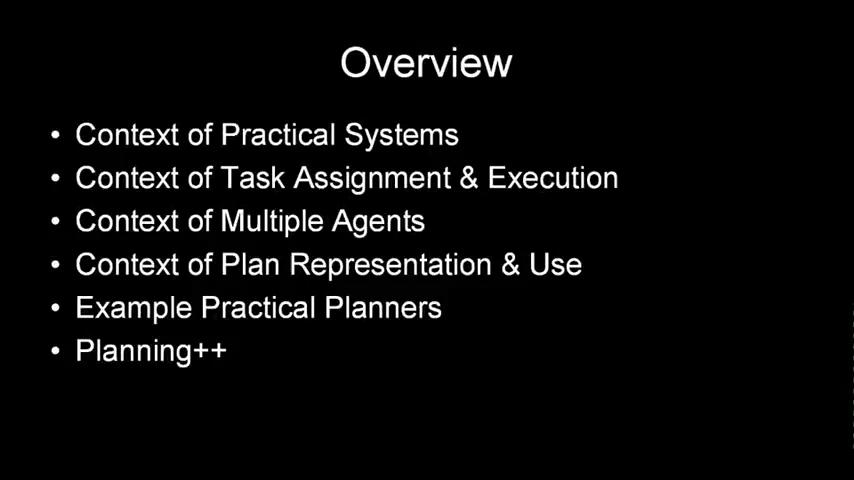 Overview
• Context of Practical Systems
• Context of Task Assignment & Execution
• Context of Multiple Agents
• Context of Plan Representation & Use
• Example Practical Planners
• Planning++